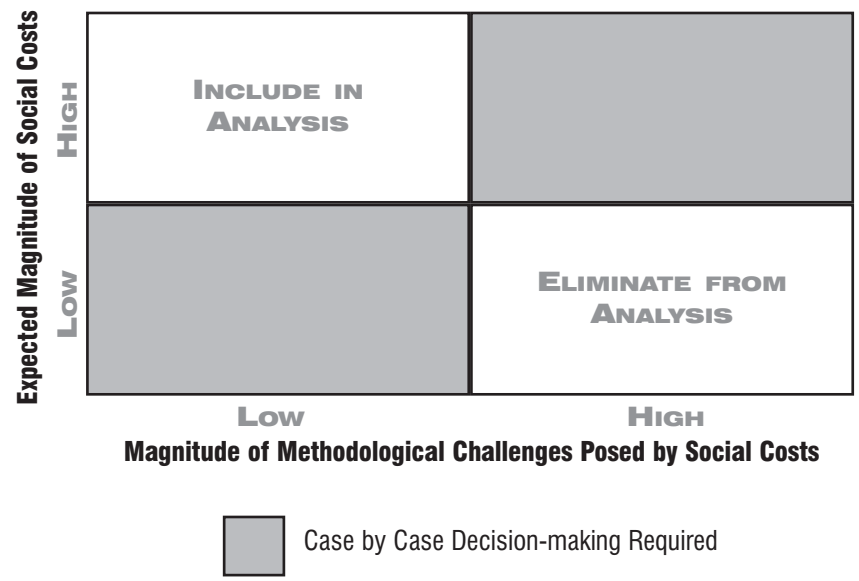 Expected Magnitude of Social Costs
HIGH
LOW
INCLUDE IN
ANALYSIS
ELIMINATE FROM
ANALYSIS
LOW
HIGH
Magnitude of Methodological Challenges Posed by Social Costs
Case by Case Decision-making Required